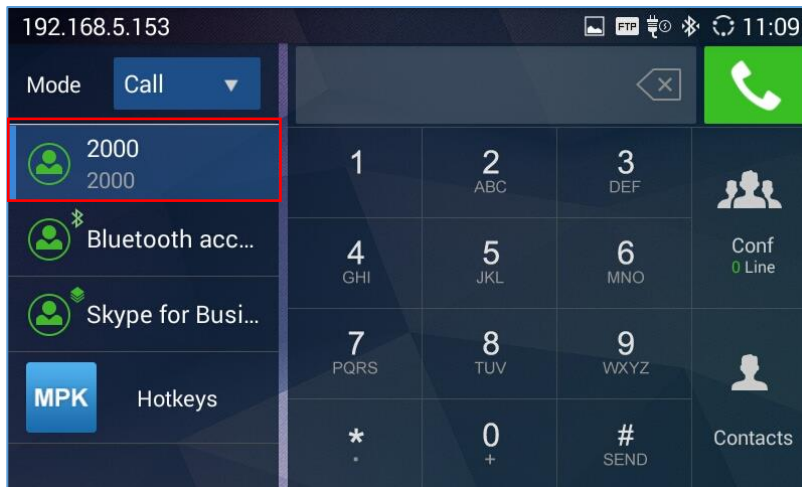 192.168.5.153
FTP
11:09
Mode
Call
2000
2000
Bluetooth acc...
Skype for Busi...
MPK
Hotkeys
1
2
ABC
3
DEF
4
GHI
5
JKL
6
MNO
7
PQRS
8
TUV
9
WXYZ
*
.
0
+
#
SEND
Conf
0 Line
Contacts